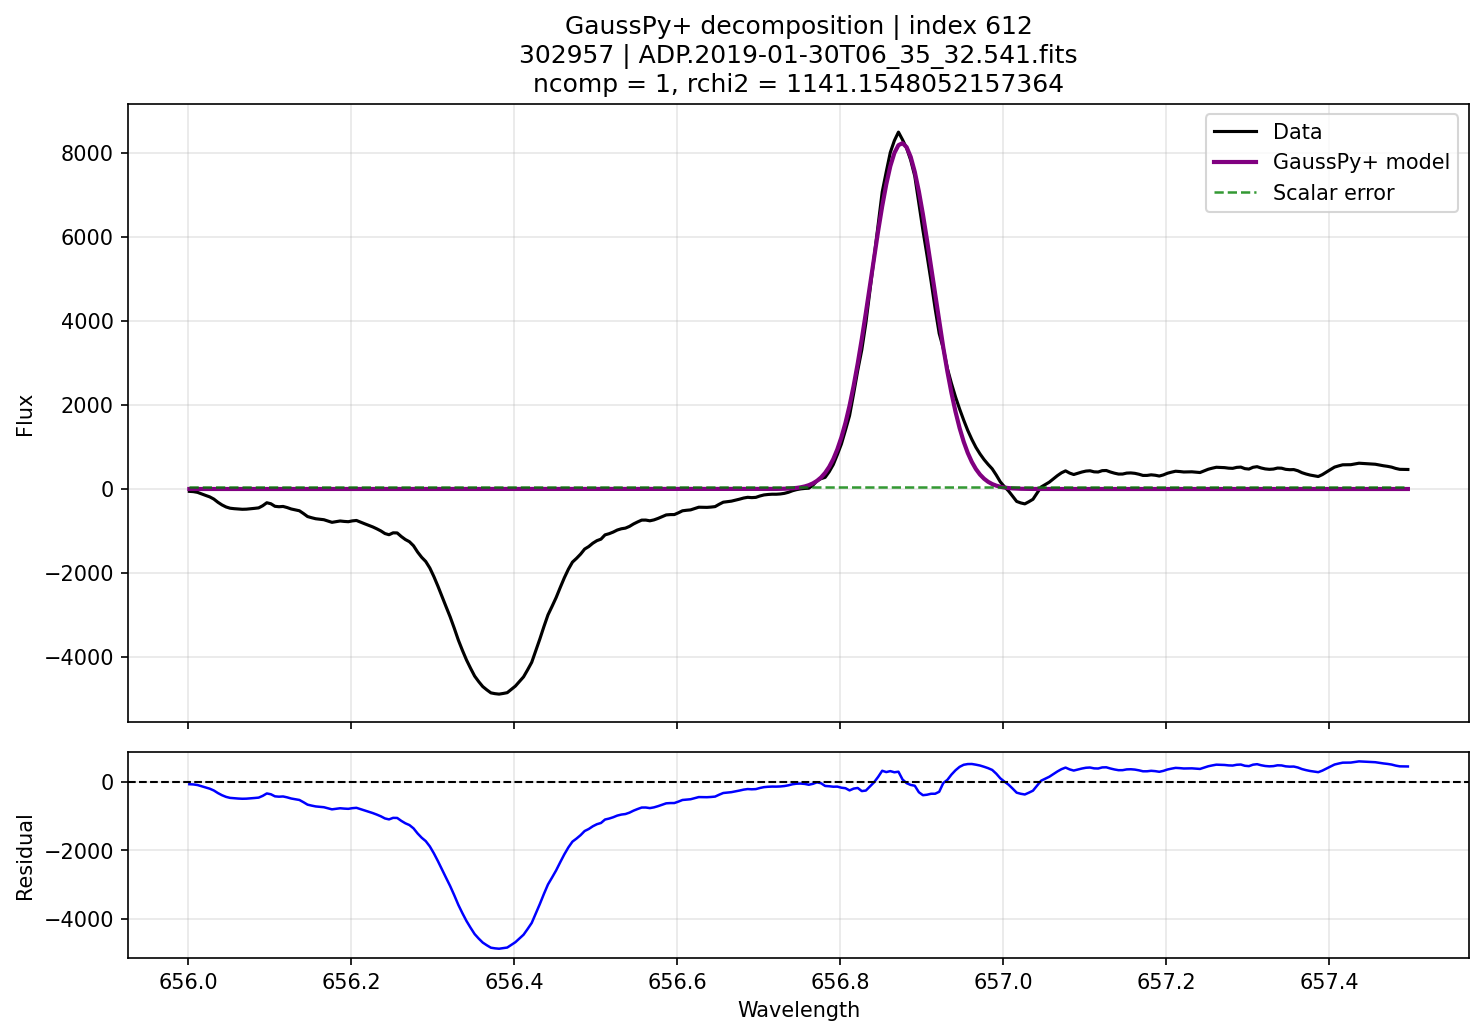 GaussPy+ decomposition | index 612
302957 | ADP.2019-01-30T06_35_32.541.fits
ncomp = 1, rchi2 = 1141.1548052157364
Data
GaussPy+ model
Scalar error
Flux
8000
6000
4000
2000
0
−2000
−4000
Residual
0
−2000
−4000
656.0 656.2 656.4 656.6 656.8 657.0 657.2 657.4
Wavelength